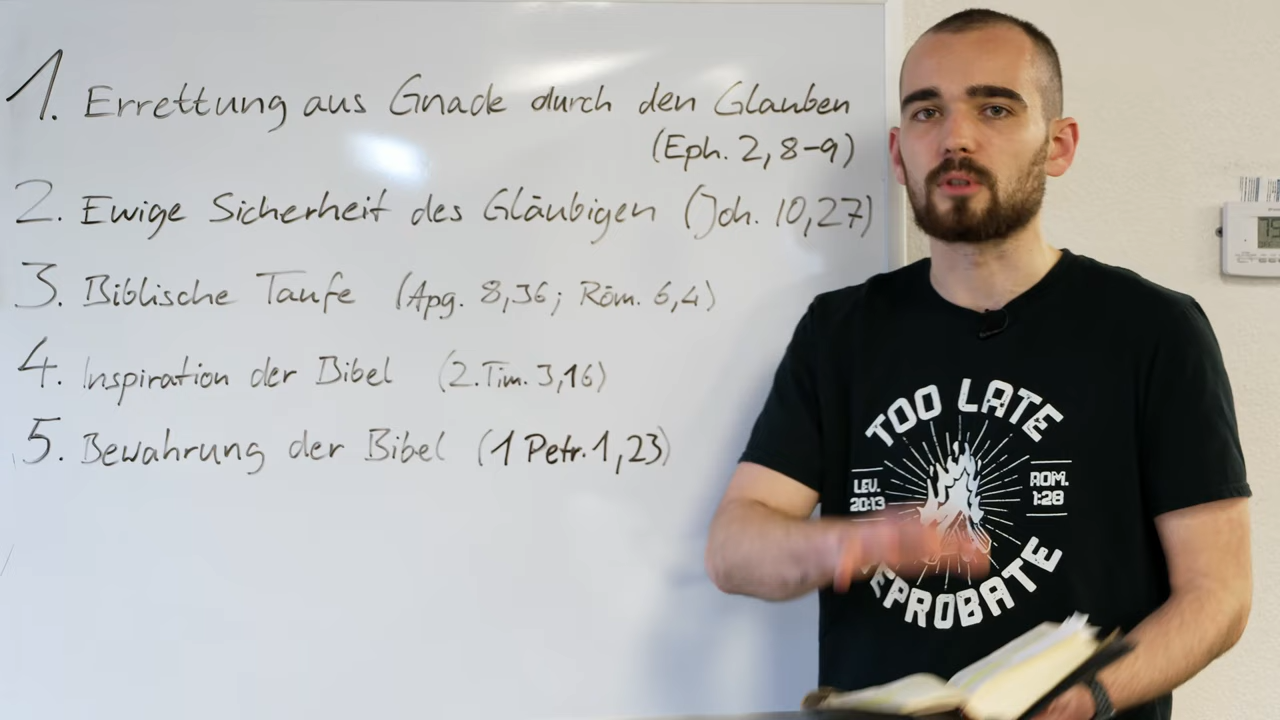 1. Errettung aus Gnade durch den Glauben
(Eph. 2,8-9)
2. Ewige Sicherheit des Gläubigen (Joh. 10,27)
3. Biblische Taufe (Apg. 8,36; Röm. 6,4)
4. Inspiration der Bibel (2.Tim. 3,16)
5. Bewahrung der Bibel (1 Petr. 1,23)
TOO LATE
LEV.
20:13
ROM.
1:28
EPROBATE